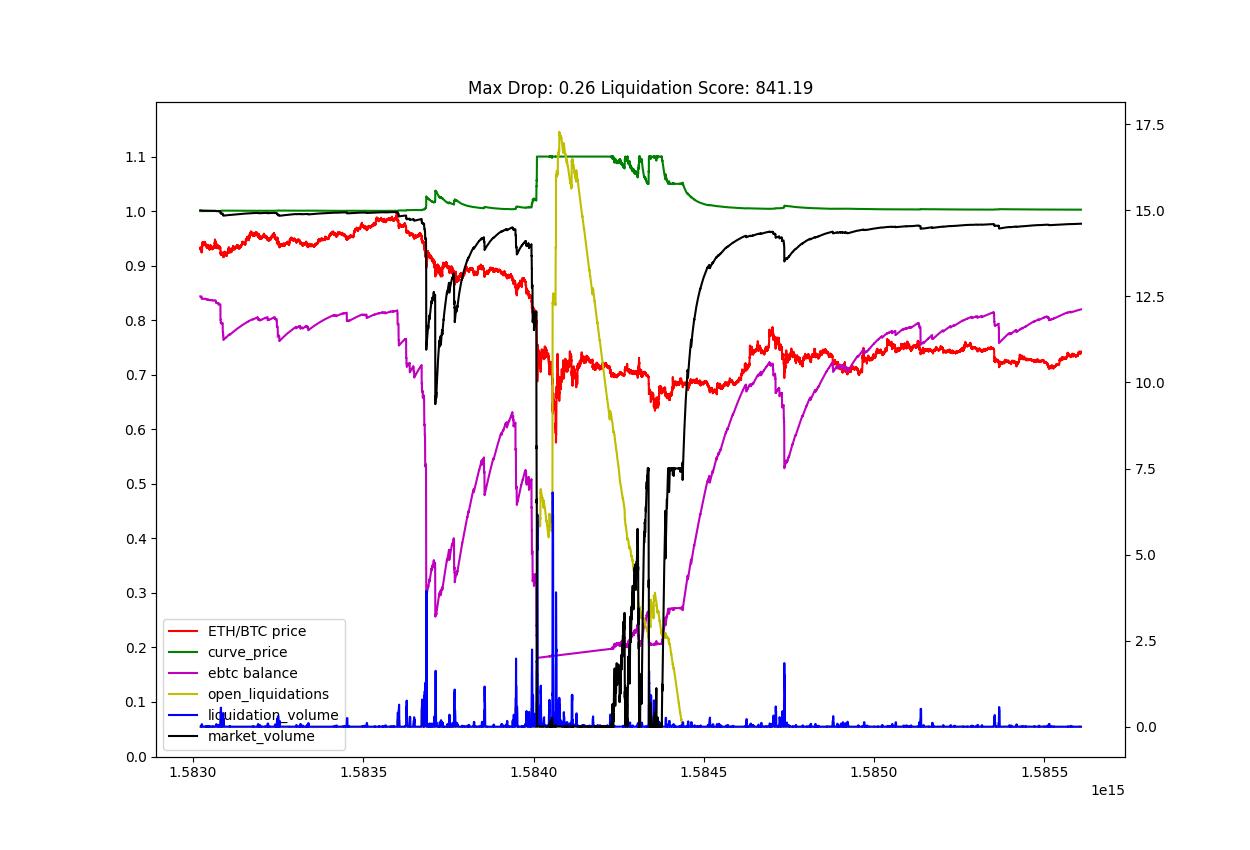 Max Drop: 0.26 Liquidation Score: 841.19
1.1
1.0
0.9
0.8
0.7
0.6
0.5
0.4
0.3
0.2
0.1
0.0
17.5
15.0
12.5
10.0
7.5
5.0
2.5
0.0
ETH/BTC price
curve_price
ebtc balance
open_liquidations
liquidation_volume
market_volume
1.5830 1.5835 1.5840 1.5845 1.5850 1.5855
1e15